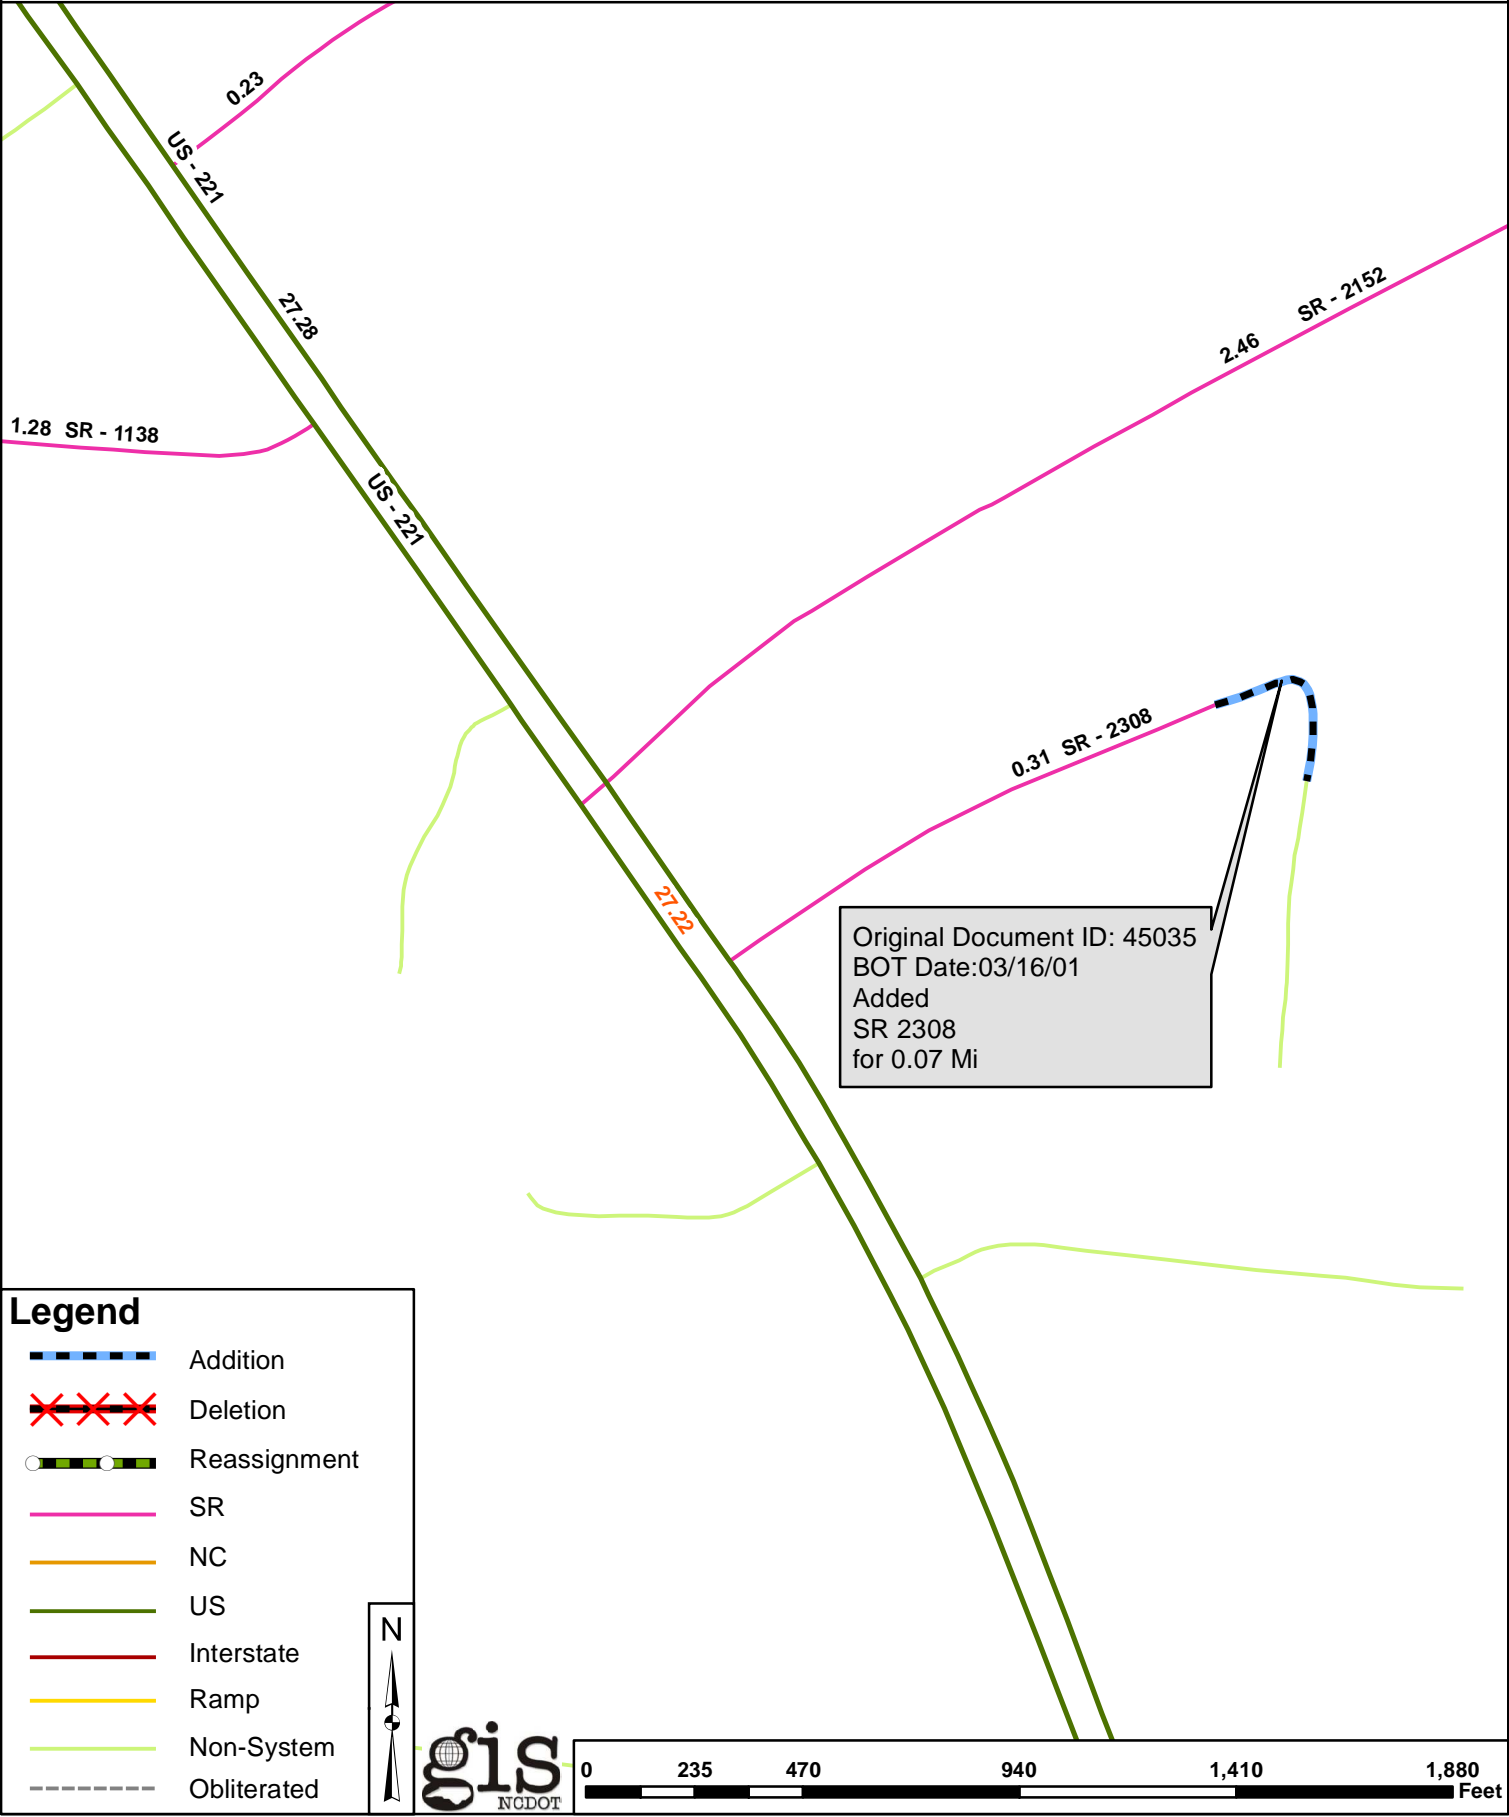 0.23
US - 221
27.28
SR - 2152
2.46
1.28 SR - 1138
US - 221
0.31 SR - 2308
27.22
Original Document ID: 45035
BOT Date:03/16/01
Added
SR 2308
for 0.07 Mi
Legend
Addition
Deletion
Reassignment
SR
NC
US
Interstate
Ramp
Non-System
Obliterated
N
gis
NCDOT
0 235 470 940 1,410 1,880
Feet